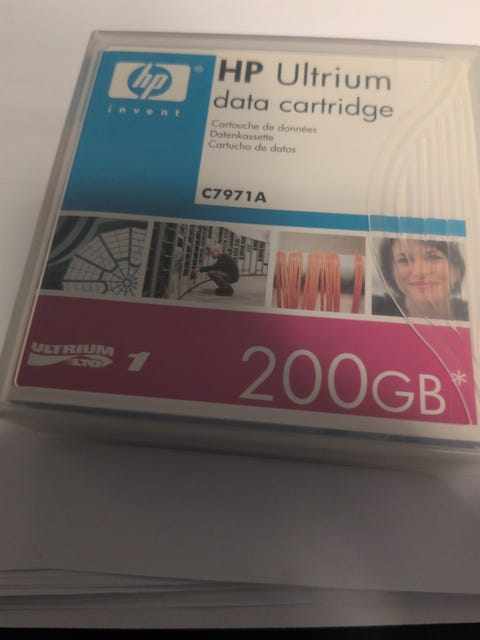 hp
®
invent
HP Ultrium
data cartridge
Cartouche de données
Datenkassette
Cartucho de datos
C7971A
ULTRIUM
LTO
1
200GB*